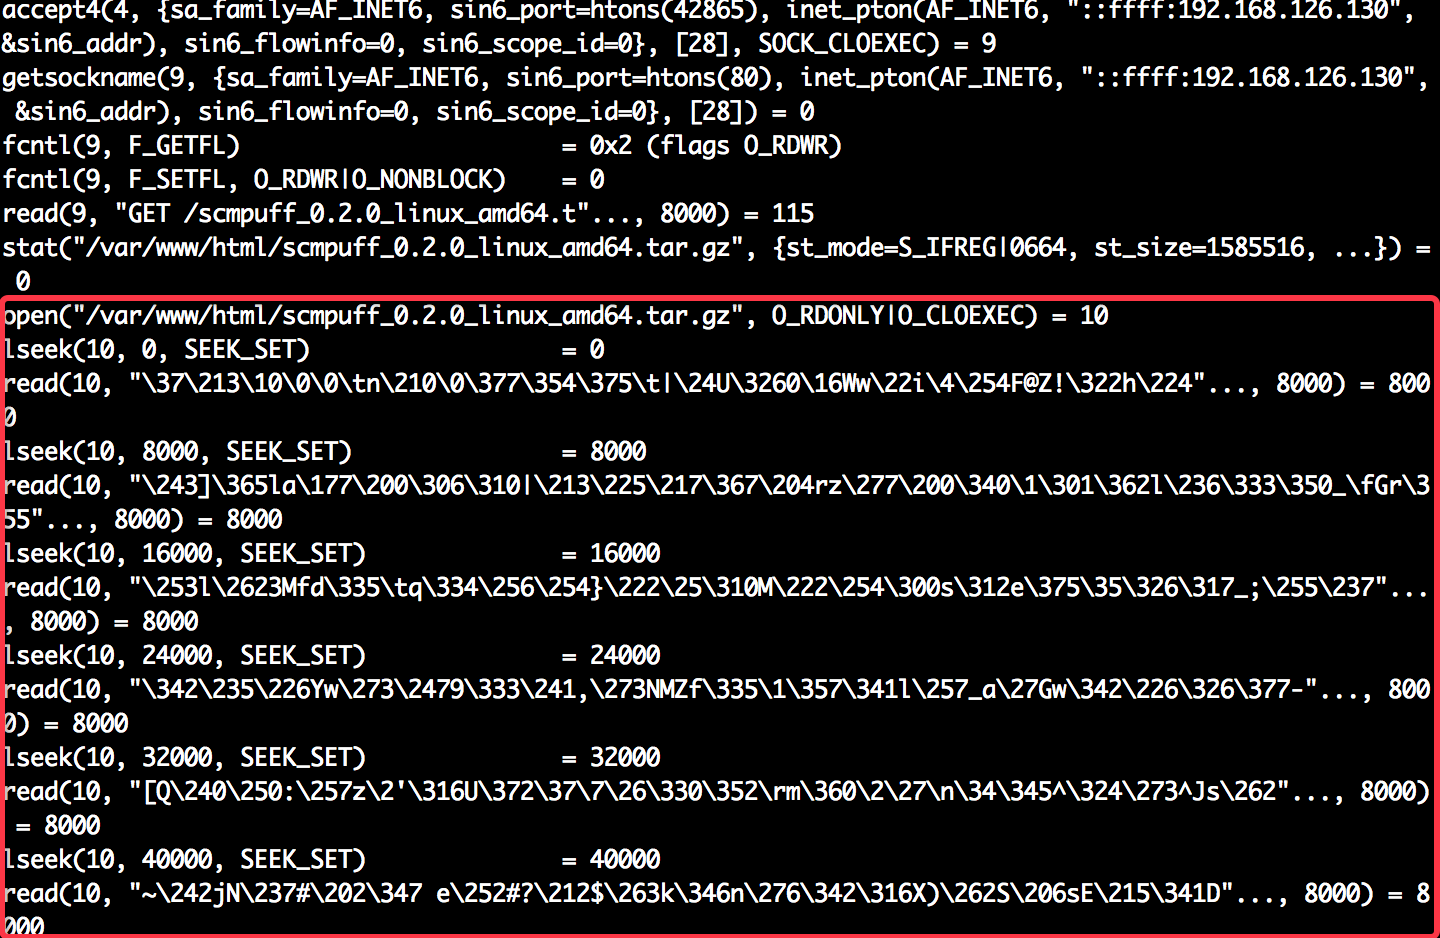 accept4(4, {sa_family=AF_INET6, sin6_port=htons(42865), inet_pton(AF_INET6, "::ffff:192.168.126.130",
&sin6_addr), sin6_flowinfo=0, sin6_scope_id=0}, [28], SOCK_CLOEXEC) = 9
getsockname(9, {sa_family=AF_INET6, sin6_port=htons(80), inet_pton(AF_INET6, "::ffff:192.168.126.130",
 &sin6_addr), sin6_flowinfo=0, sin6_scope_id=0}, [28]) = 0
fcntl(9, F_GETFL)                       = 0x2 (flags O_RDWR)
fcntl(9, F_SETFL, O_RDWR|O_NONBLOCK)    = 0
read(9, "GET /scmpuff_0.2.0_linux_amd64.t"..., 8000) = 115
stat("/var/www/html/scmpuff_0.2.0_linux_amd64.tar.gz", {st_mode=S_IFREG|0664, st_size=1585516, ...}) =
 0
open("/var/www/html/scmpuff_0.2.0_linux_amd64.tar.gz", O_RDONLY|O_CLOEXEC) = 10
lseek(10, 0, SEEK_SET)                  = 0
read(10, "\37\213\10\0\0\tn\210\0\377\354\375\t|\24U\3260\16Ww\22i\4\254F@Z!\322h\224"..., 8000) = 800
0
lseek(10, 8000, SEEK_SET)               = 8000
read(10, "\243]\365la\177\200\306\310|\213\225\217\367\204rz\277\200\340\1\301\362l\236\333\350_\fGr\3
55"..., 8000) = 8000
lseek(10, 16000, SEEK_SET)              = 16000
read(10, "\253l\2623Mfd\335\tq\334\256\254}\222\25\310M\222\254\300s\312e\375\35\326\317_;\255\237"...
, 8000) = 8000
lseek(10, 24000, SEEK_SET)              = 24000
read(10, "\342\235\226Yw\273\2479\333\241,\273NMZf\335\1\357\341l\257_a\27Gw\342\226\326\377-"..., 800
0) = 8000
lseek(10, 32000, SEEK_SET)              = 32000
read(10, "[Q\240\250:\257z\2'\316U\372\37\7\26\330\352\rm\360\2\27\n\34\345^\324\273^Js\262"..., 8000)
 = 8000
lseek(10, 40000, SEEK_SET)              = 40000
read(10, "~\242jN\237#\202\347 e\252#?\212$\263k\346n\276\342\316X)\262S\206sE\215\341D"..., 8000) = 8
000